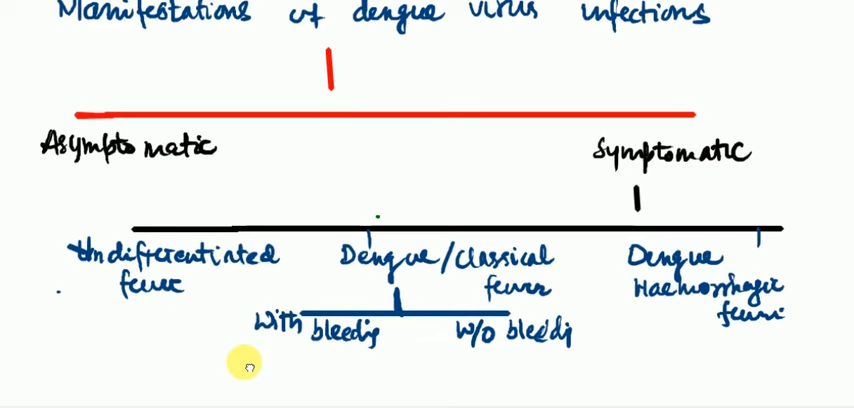 Manifestations of dengue virus infections
Asymptomatic
Symptomatic
Undifferentiated
fever
Dengue/classical
fever
Dengue
Haemorrhagic
fever
With bleedig
W/O bleedig